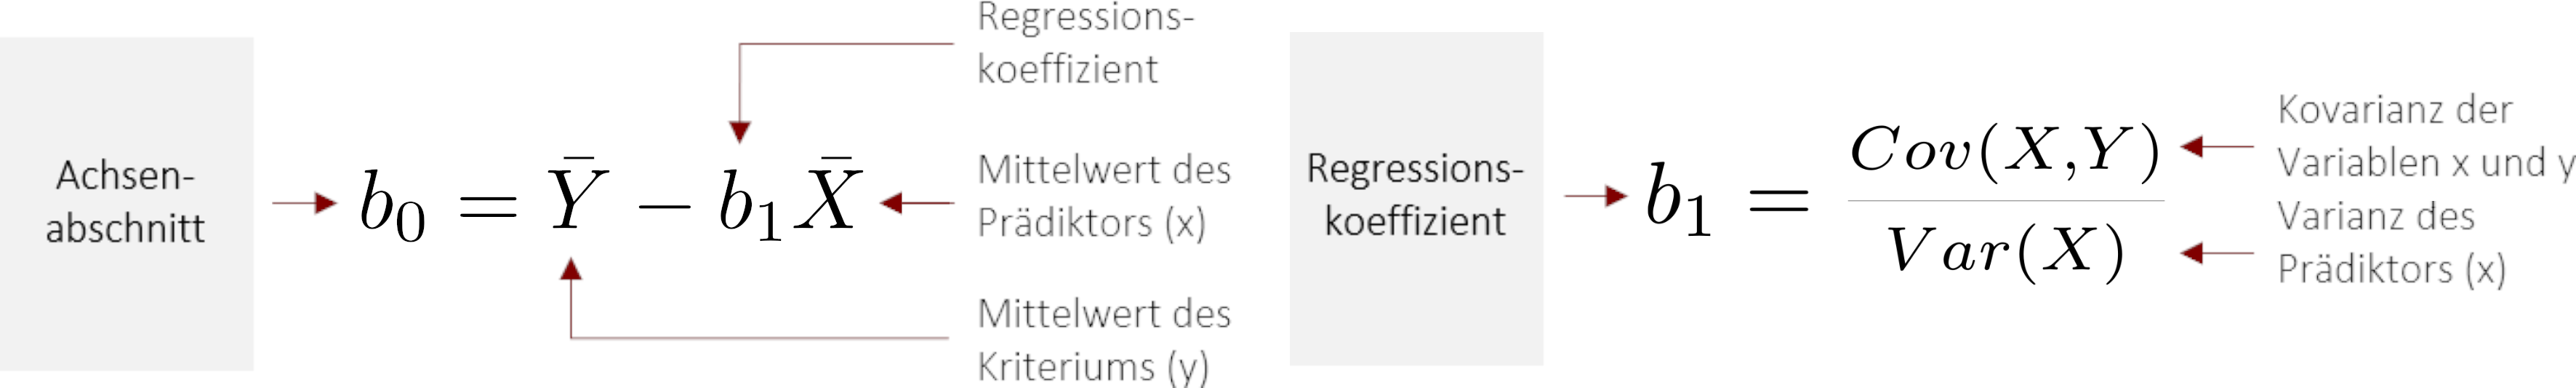 Achsen-
abschnitt
b₀ = Ȳ − b₁X̄
Regressions-
koeffizient
Mittelwert des
Prädiktors (x)
Mittelwert des
Kriteriums (y)
Regressions-
koeffizient
b₁ = Cov(X,Y) / Var(X)
Kovarianz der
Variablen x und y
Varianz des
Prädiktors (x)